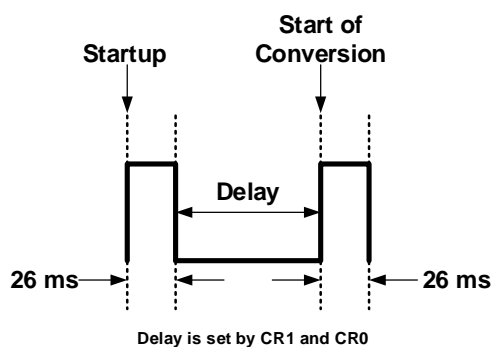 Startup
Start of
Conversion
Delay
26 ms
26 ms
Delay is set by CR1 and CR0